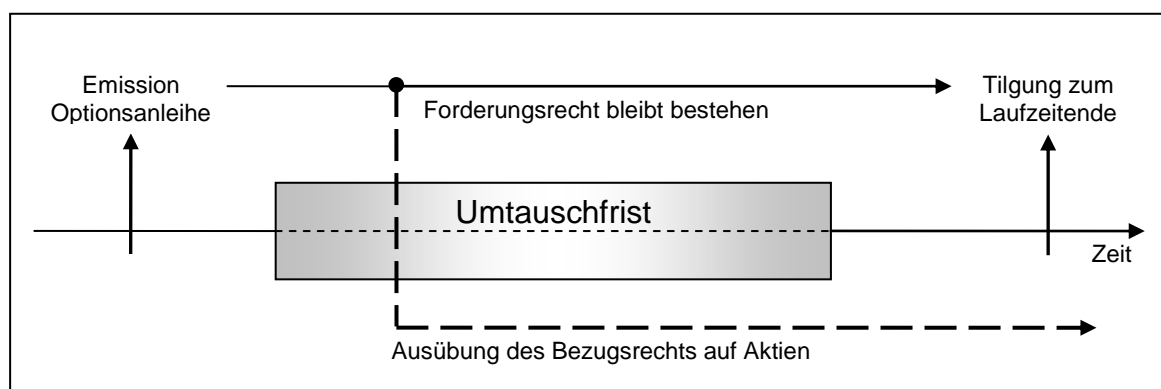 Emission
Optionsanleihe
Forderungsrecht bleibt bestehen
Tilgung zum
Laufzeitende
Umtauschfrist
Zeit
Ausübung des Bezugsrechts auf Aktien